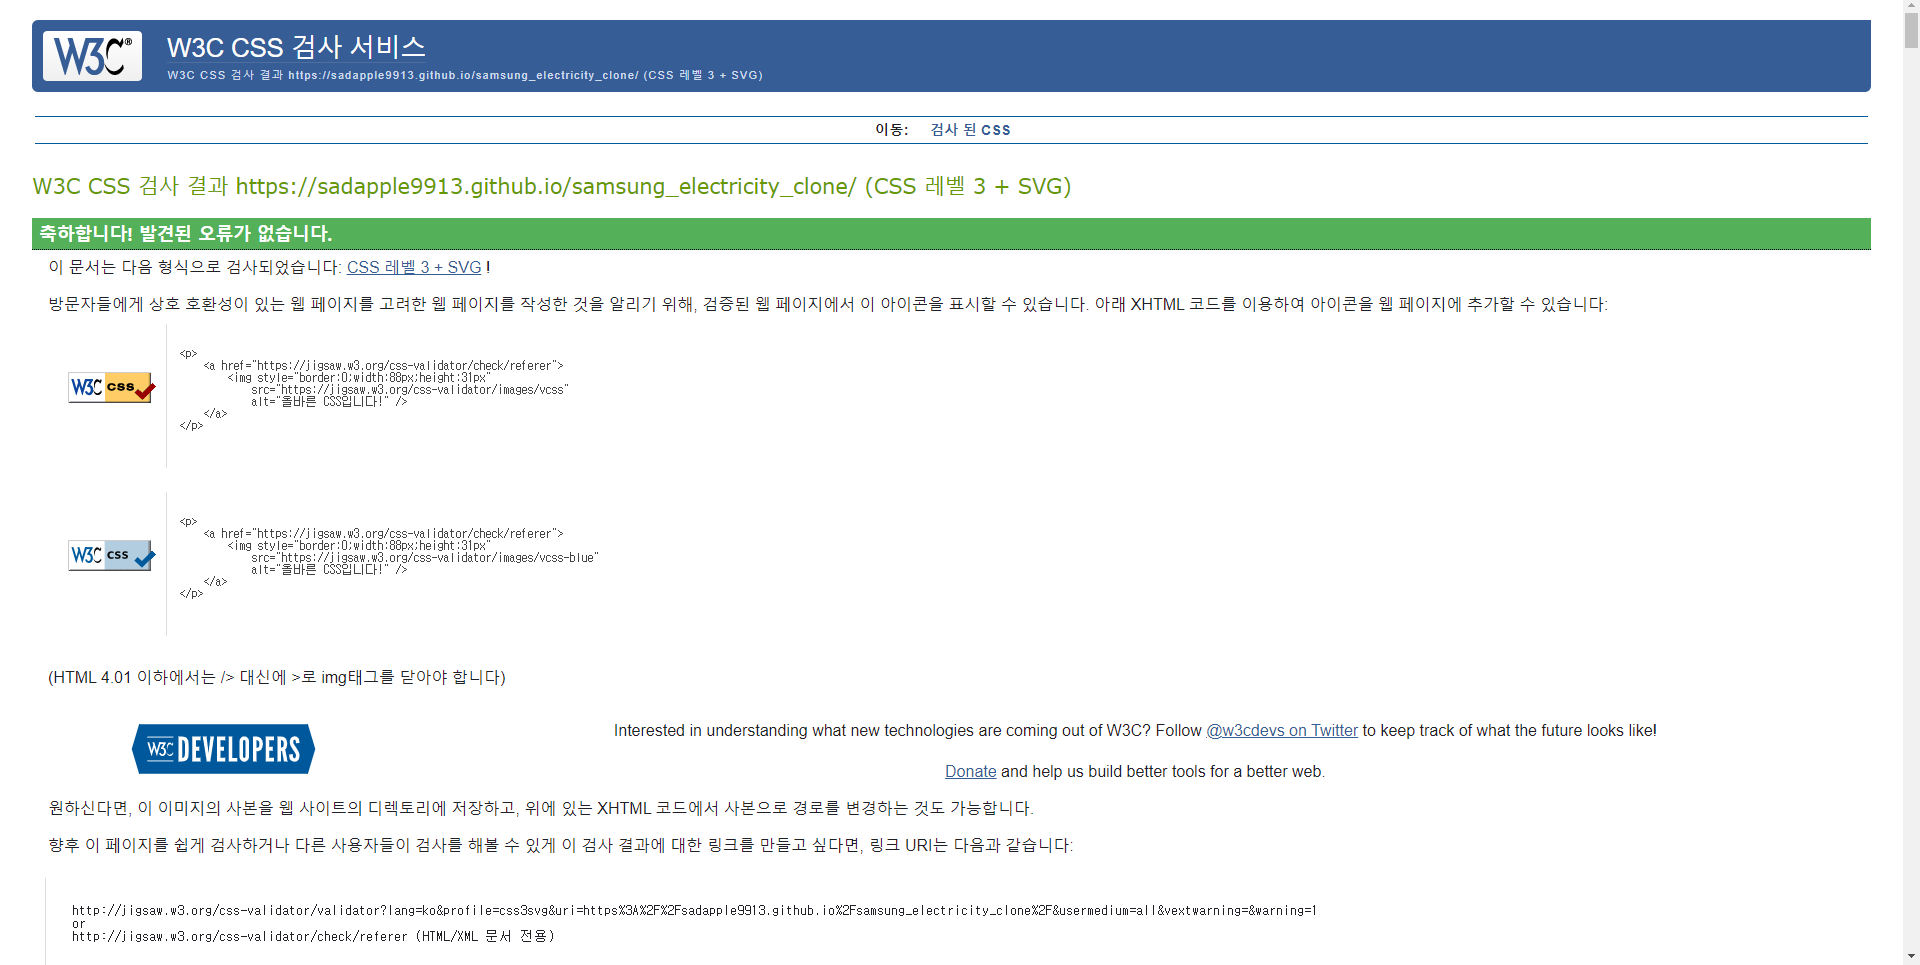 W3C®
W3C CSS 검사 서비스
W3C CSS 검사 결과 https://sadapple9913.github.io/samsung_electricity_clone/ (CSS 레벨 3 + SVG)
이동: 검사 된 CSS
W3C CSS 검사 결과 https://sadapple9913.github.io/samsung_electricity_clone/ (CSS 레벨 3 + SVG)
축하합니다! 발견된 오류가 없습니다.
이 문서는 다음 형식으로 검사되었습니다: CSS 레벨 3 + SVG !
방문자들에게 상호 호환성이 있는 웹 페이지를 고려한 웹 페이지를 작성한 것을 알리기 위해, 검증된 웹 페이지에서 이 아이콘을 표시할 수 있습니다. 아래 XHTML 코드를 이용하여 아이콘을 웹 페이지에 추가할 수 있습니다:
W3C css
<p>
<a href="https://jigsaw.w3.org/css-validator/check/referer">
<img style="border:0;width:88px;height:31px"
src="https://jigsaw.w3.org/css-validator/images/vcss"
alt="올바른 CSS입니다!" />
</a>
</p>
W3C css
<p>
<a href="https://jigsaw.w3.org/css-validator/check/referer">
<img style="border:0;width:88px;height:31px"
src="https://jigsaw.w3.org/css-validator/images/vcss-blue"
alt="올바른 CSS입니다!" />
</a>
</p>
(HTML 4.01 이하에서는 /> 대신에 >로 img태그를 닫아야 합니다)
W3C DEVELOPERS
Interested in understanding what new technologies are coming out of W3C? Follow @w3cdevs on Twitter to keep track of what the future looks like!
Donate and help us build better tools for a better web.
원하신다면, 이 이미지의 사본을 웹 사이트의 디렉토리에 저장하고, 위에 있는 XHTML 코드에서 사본으로 경로를 변경하는 것도 가능합니다.
향후 이 페이지를 쉽게 검사하거나 다른 사용자들이 검사를 해볼 수 있게 이 검사 결과에 대한 링크를 만들고 싶다면, 링크 URI는 다음과 같습니다:
http://jigsaw.w3.org/css-validator/validator?lang=ko&profile=css3svg&uri=https%3A%2F%2Fsadapple9913.github.io%2Fsamsung_electricity_clone%2F&usermedium=all&vextwarning=&warning=1
or
http://jigsaw.w3.org/css-validator/check/referer (HTML/XML 문서 전용)